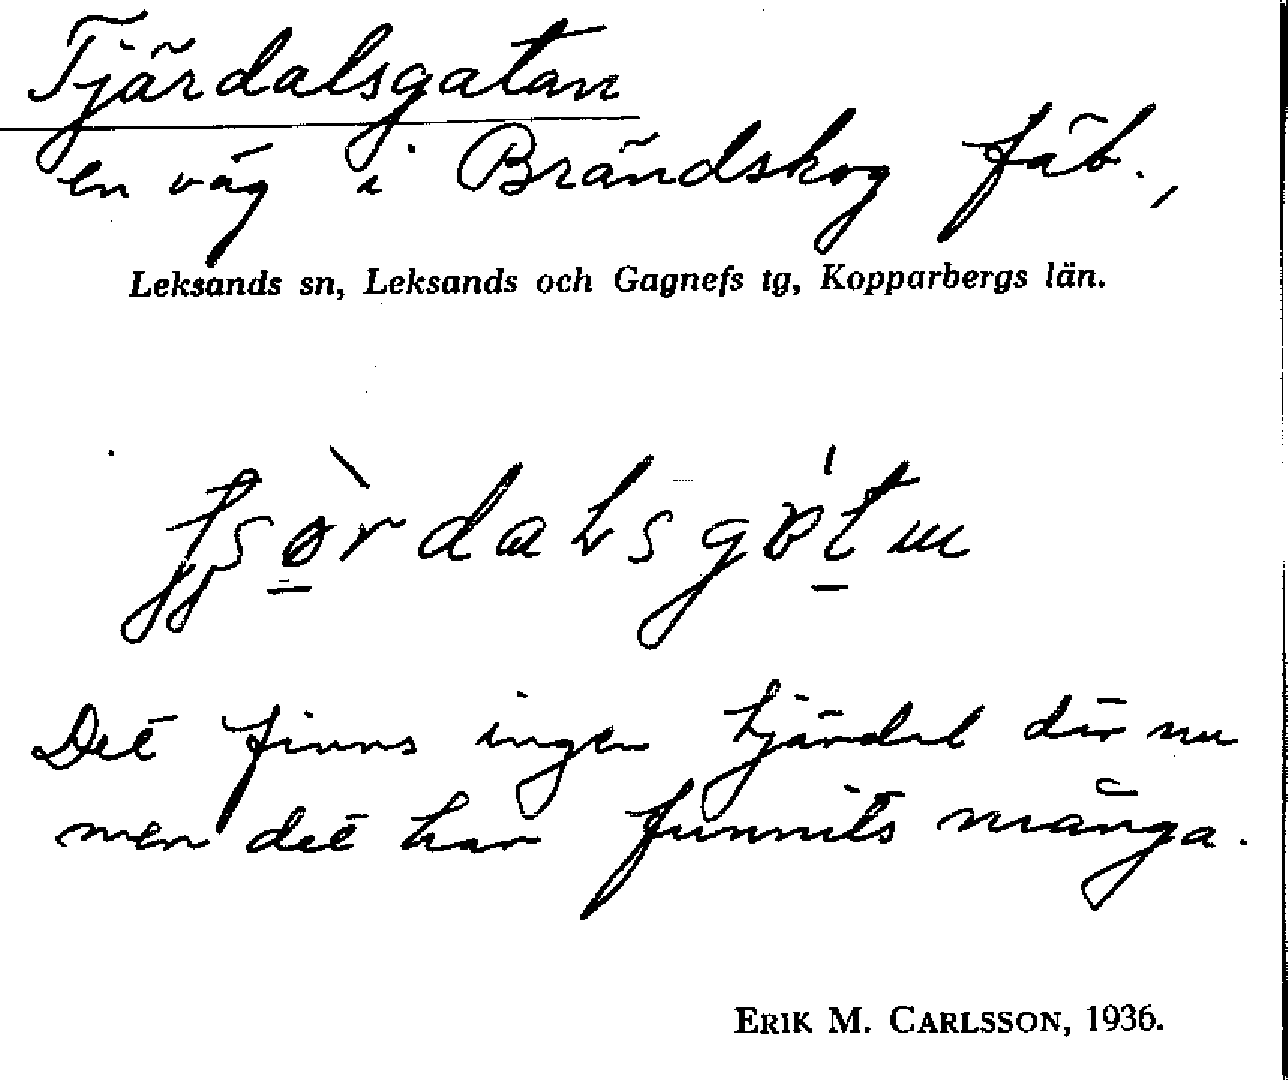 Tjärdalsgatan
en väg i Brändskog fäb.,
Leksands sn, Leksands och Gagnefs tg, Kopparbergs län.
Det finns ingen tjärdal där nu
men det har funnits många.
ERIK M. CARLSSON, 1936.